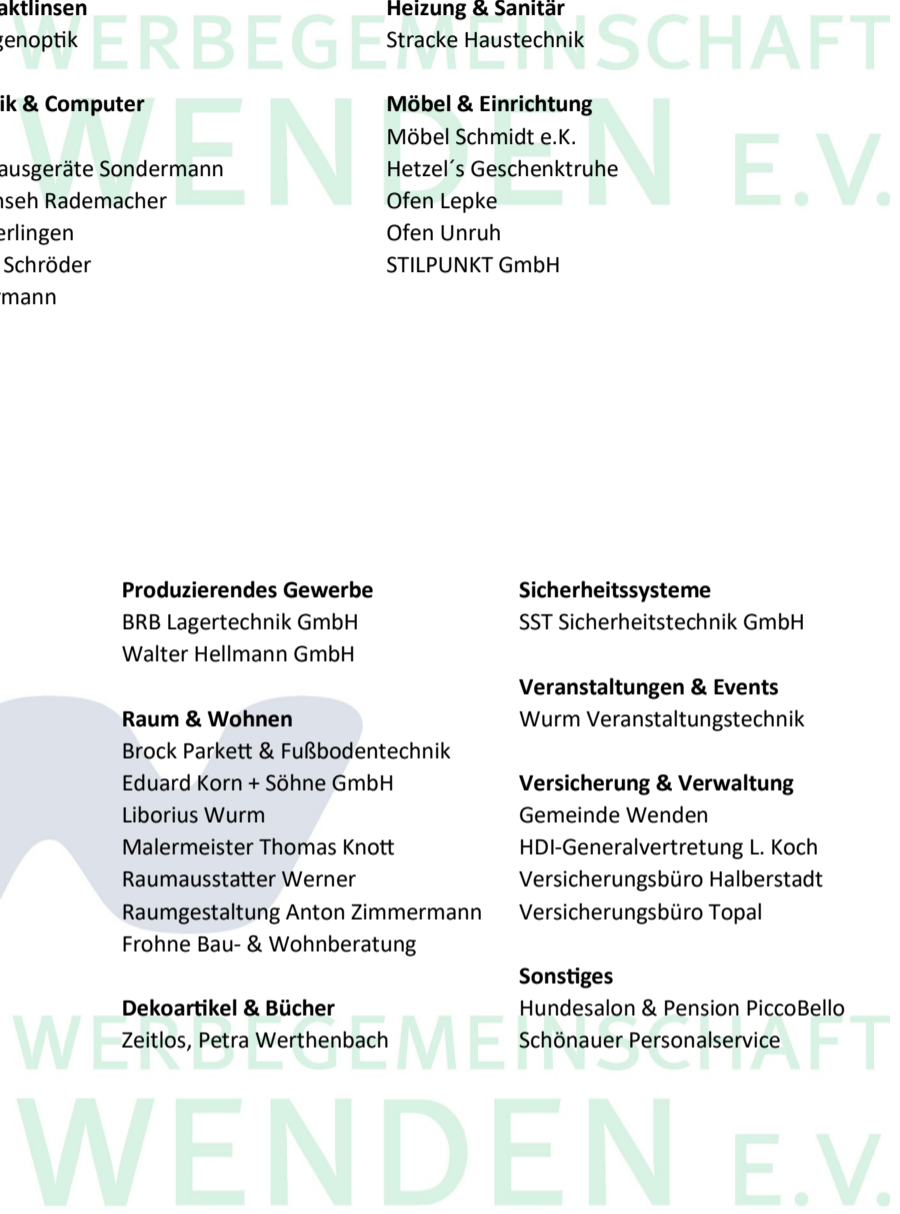 WERBEGEMEINSCHAFT
WENDEN E.V.
aktlinsen
genoptik
ik & Computer
ausgeräte Sondermann
nseh Rademacher
erlingen
Schröder
rmann
Heizung & Sanitär
Stracke Haustechnik
Möbel & Einrichtung
Möbel Schmidt e.K.
Hetzel´s Geschenktruhe
Ofen Lepke
Ofen Unruh
STILPUNKT GmbH
Produzierendes Gewerbe
BRB Lagertechnik GmbH
Walter Hellmann GmbH
Raum & Wohnen
Brock Parkett & Fußbodentechnik
Eduard Korn + Söhne GmbH
Liborius Wurm
Malermeister Thomas Knott
Raumausstatter Werner
Raumgestaltung Anton Zimmermann
Frohne Bau- & Wohnberatung
Dekoartikel & Bücher
Zeitlos, Petra Werthenbach
Sicherheitssysteme
SST Sicherheitstechnik GmbH
Veranstaltungen & Events
Wurm Veranstaltungstechnik
Versicherung & Verwaltung
Gemeinde Wenden
HDI-Generalvertretung L. Koch
Versicherungsbüro Halberstadt
Versicherungsbüro Topal
Sonstiges
Hundesalon & Pension PiccoBello
Schönauer Personalservice
WERBEGEMEINSCHAFT
WENDEN E.V.